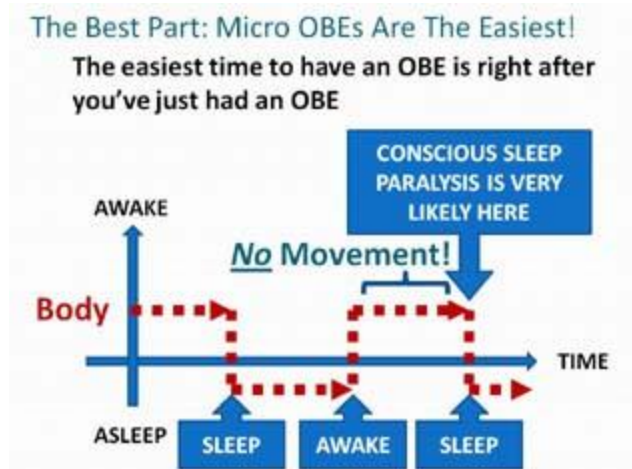 The Best Part: Micro OBEs Are The Easiest!
The easiest time to have an OBE is right after
you've just had an OBE
CONSCIOUS SLEEP
PARALYSIS IS VERY
LIKELY HERE
AWAKE
No Movement!
Body
TIME
ASLEEP
SLEEP
AWAKE
SLEEP